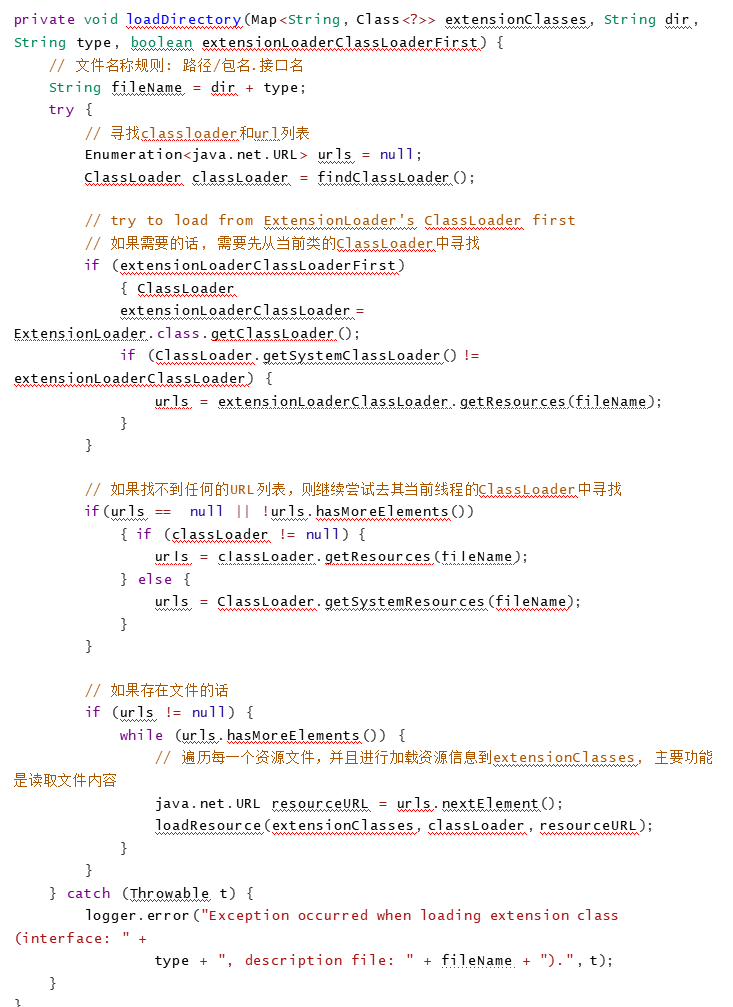 private void loadDirectory(Map<String, Class<?>> extensionClasses, String dir,
String type, boolean extensionLoaderClassLoaderFirst) {
    // 文件名称规则: 路径/包名.接口名
    String fileName = dir + type;
    try {
        // 寻找classloader和url列表
        Enumeration<java.net.URL> urls = null;
        ClassLoader classLoader = findClassLoader();

        // try to load from ExtensionLoader's ClassLoader first
        // 如果需要的话, 需要先从当前类的ClassLoader中寻找
        if (extensionLoaderClassLoaderFirst)
            { ClassLoader
            extensionLoaderClassLoader =
ExtensionLoader.class.getClassLoader();
            if (ClassLoader.getSystemClassLoader() !=
extensionLoaderClassLoader) {
                urls = extensionLoaderClassLoader.getResources(fileName);
            }
        }

        // 如果找不到任何的URL列表，则继续尝试去其当前线程的ClassLoader中寻找
        if(urls ==  null || !urls.hasMoreElements())
            { if (classLoader != null) {
                urls = classLoader.getResources(fileName);
            } else {
                urls = ClassLoader.getSystemResources(fileName);
            }
        }

        // 如果存在文件的话
        if (urls != null) {
            while (urls.hasMoreElements()) {
                // 遍历每一个资源文件，并且进行加载资源信息到extensionClasses, 主要功能
是读取文件内容
                java.net.URL resourceURL = urls.nextElement();
                loadResource(extensionClasses, classLoader, resourceURL);
            }
        }
    } catch (Throwable t) {
        logger.error("Exception occurred when loading extension class
(interface: " +
                type + ", description file: " + fileName + ").", t);
    }
}